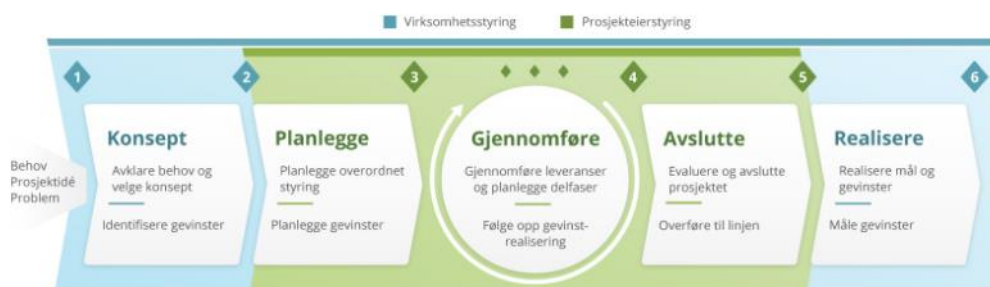 Virksomhetsstyring
Prosjekteierstyring
1
2
3
4
5
6
Behov
Prosjektidé
Problem
Konsept
Avklare behov og
velge konsept
Identifisere gevinster
Planlegge
Planlegge overordnet
styring
Planlegge gevinster
Gjennomføre
Gjennomføre leveranser
og planlegge delfaser
Følge opp gevinst-
realisering
Avslutte
Evaluere og avslutte
prosjektet
Overføre til linjen
Realisere
Realisere mål og
gevinster
Måle gevinster